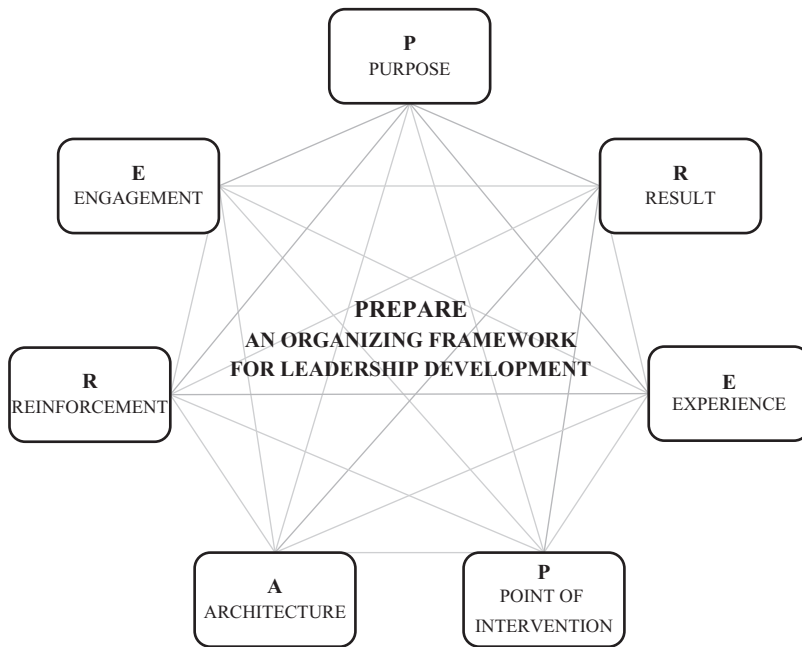 P
PURPOSE
E
ENGAGEMENT
R
RESULT
PREPARE
AN ORGANIZING FRAMEWORK
FOR LEADERSHIP DEVELOPMENT
R
REINFORCEMENT
E
EXPERIENCE
A
ARCHITECTURE
P
POINT OF
INTERVENTION